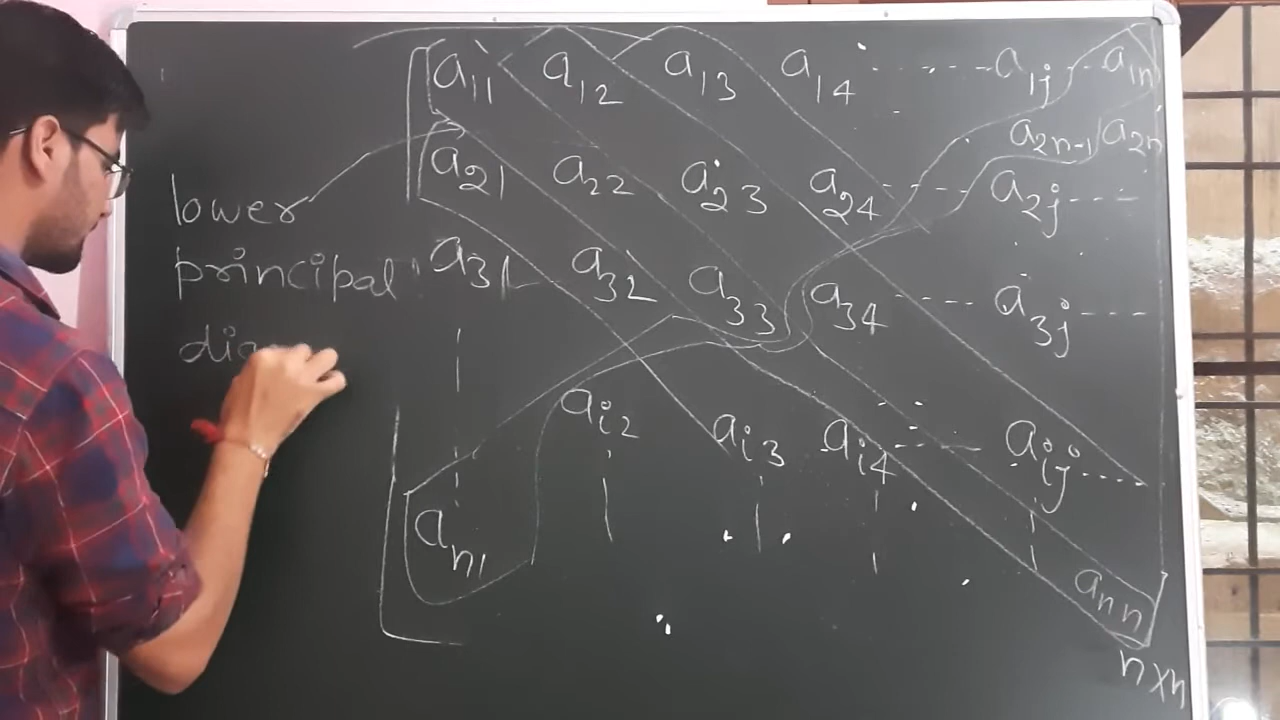 a11 a12 a13 a14 ------ a1j -- a1n
a2n-1 a2n
lower a21 a22 a23 a24 ---- a2j ---
principal a31 a32 a33 a34 ---- a3j ----
dia
ai2 ai3 ai4 ---- aij ----
an1
ann
n×n